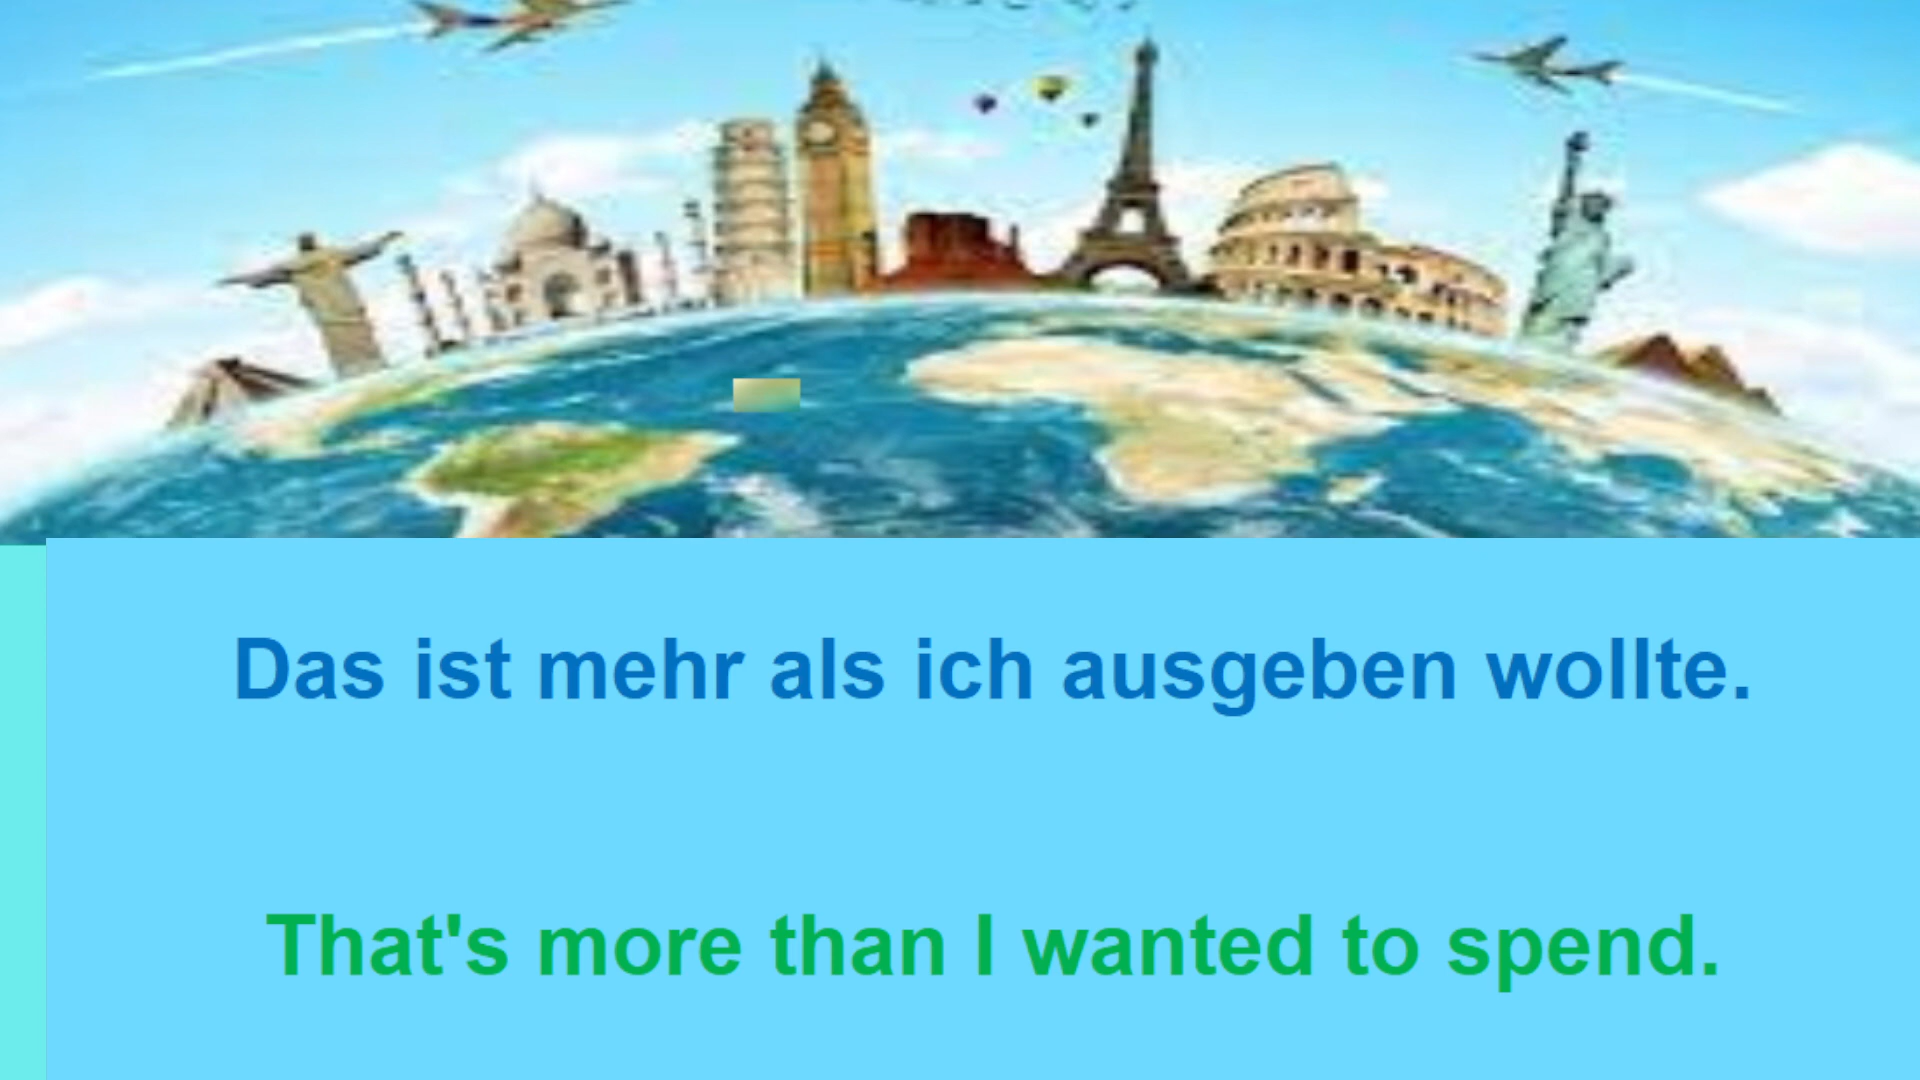 Das ist mehr als ich ausgeben wollte.
That's more than I wanted to spend.